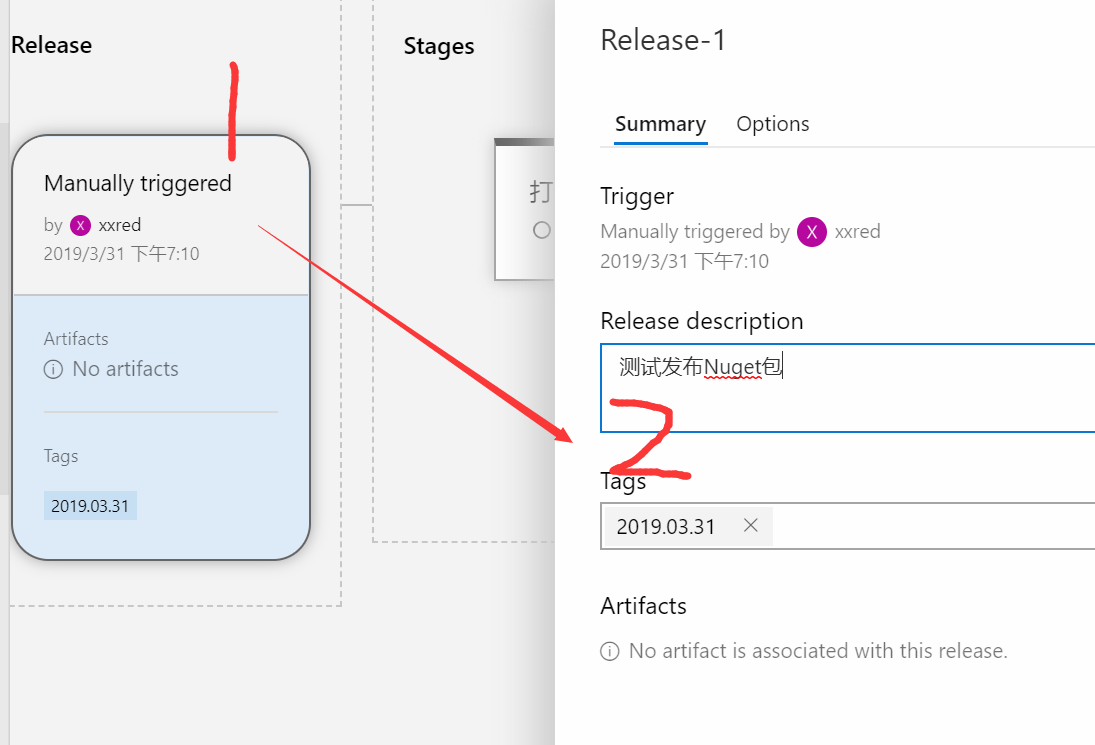 Release
1
Manually triggered
by X xxred
2019/3/31 下午7:10
Artifacts
No artifacts
Tags
2019.03.31
Stages
打
Release-1
Summary Options
Trigger
Manually triggered by X xxred
2019/3/31 下午7:10
Release description
测试发布Nuget包
2
Tags
2019.03.31
Artifacts
No artifact is associated with this release.